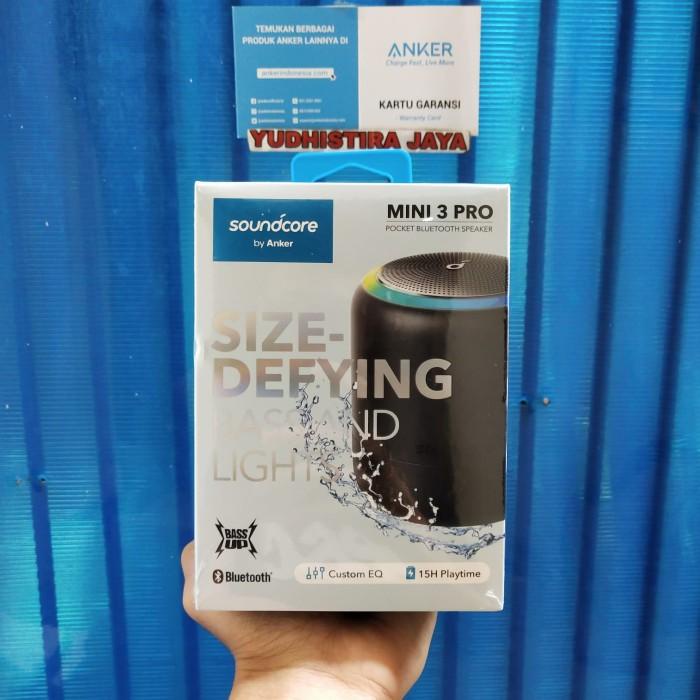 TEMUKAN BERBAGAI
PRODUK ANKER LAINNYA DI
ankerindonesia.com
ANKER
Charge Fast, Live More
KARTU GARANSI
Warranty Card
YUDHISTIRA JAYA
soundcore
by Anker
MINI 3 PRO
POCKET BLUETOOTH SPEAKER
SIZE-
DEFYING
BASS AND
LIGHTS
BASS
UP
Bluetooth
Custom EQ
15H Playtime